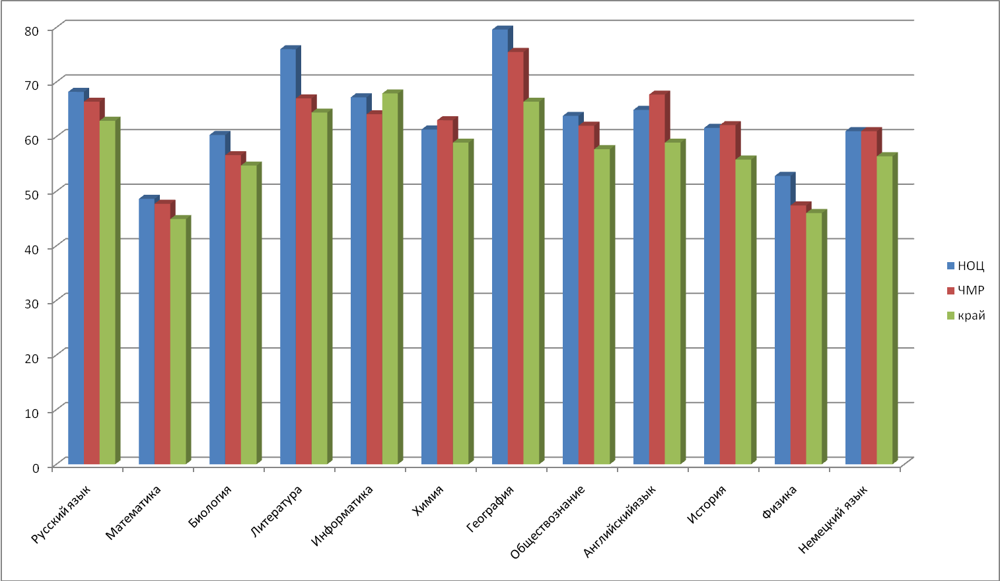 80
70
60
50
40
30
20
10
0
Русский язык
Математика
Биология
Литература
Информатика
Химия
География
Обществознание
Английскийязык
История
Физика
Немецкий язык
НОЦ
ЧМР
край